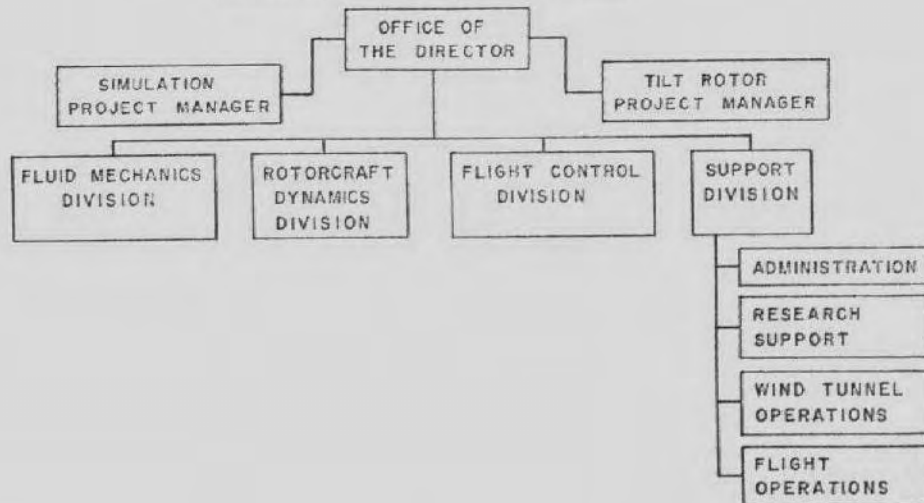 OFFICE OF
THE DIRECTOR
SIMULATION
PROJECT MANAGER
TILT ROTOR
PROJECT MANAGER
FLUID MECHANICS
DIVISION
ROTORCRAFT
DYNAMICS
DIVISION
FLIGHT CONTROL
DIVISION
SUPPORT
DIVISION
ADMINISTRATION
RESEARCH
SUPPORT
WIND TUNNEL
OPERATIONS
FLIGHT
OPERATIONS